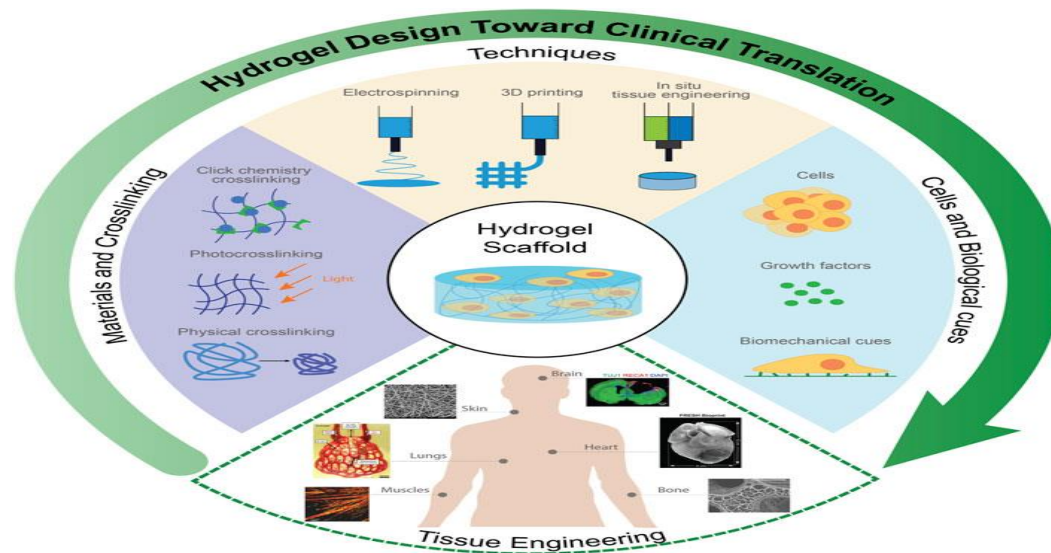 Hydrogel Design Toward Clinical Translation
Techniques
Electrospinning
3D printing
In situ
tissue engineering
Materials and Crosslinking
Click chemistry
crosslinking
Photocrosslinking
Light
Physical crosslinking
Hydrogel
Scaffold
Cells and Biological cues
Cells
Growth factors
Biomechanical cues
Brain
Skin
Lungs
Heart
Muscles
Bone
FRESH Bioprint
Tissue Engineering